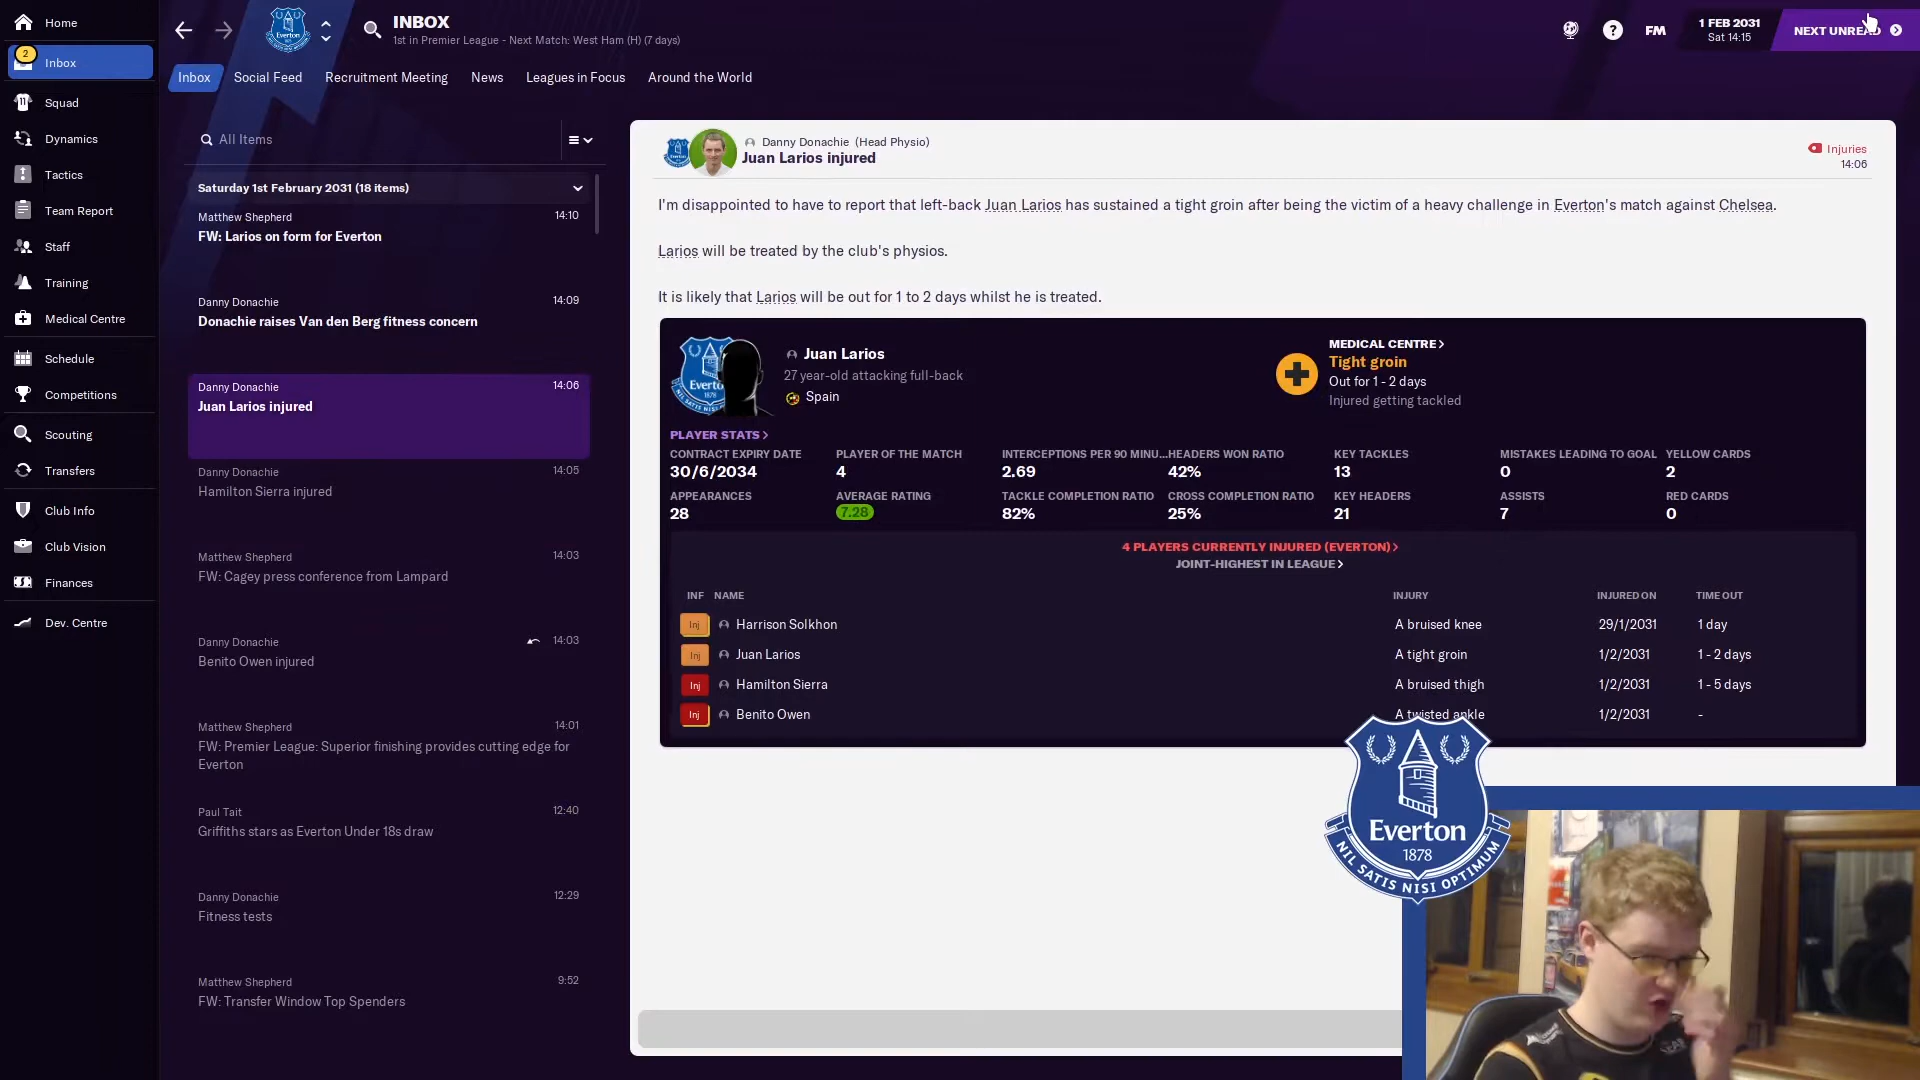 Home
2
Inbox
Squad
Dynamics
Tactics
Team Report
Staff
Training
Medical Centre
Schedule
Competitions
Scouting
Transfers
Club Info
Club Vision
Finances
Dev. Centre
INBOX
1st in Premier League - Next Match: West Ham (H) (7 days)
FM
1 FEB 2031
Sat 14:15
NEXT UNREAD
Inbox
Social Feed
Recruitment Meeting
News
Leagues in Focus
Around the World
All Items
Saturday 1st February 2031 (18 items)
Matthew Shepherd 14:10
FW: Larios on form for Everton
Danny Donachie 14:09
Donachie raises Van den Berg fitness concern
Danny Donachie 14:06
Juan Larios injured
Danny Donachie 14:05
Hamilton Sierra injured
Matthew Shepherd 14:03
FW: Cagey press conference from Lampard
Danny Donachie 14:03
Benito Owen injured
Matthew Shepherd 14:01
FW: Premier League: Superior finishing provides cutting edge for
Everton
Paul Tait 12:40
Griffiths stars as Everton Under 18s draw
Danny Donachie 12:29
Fitness tests
Matthew Shepherd 9:52
FW: Transfer Window Top Spenders
Danny Donachie (Head Physio)
Juan Larios injured
Injuries
14:06
I'm disappointed to have to report that left-back Juan Larios has sustained a tight groin after being the victim of a heavy challenge in Everton's match against Chelsea.
Larios will be treated by the club's physios.
It is likely that Larios will be out for 1 to 2 days whilst he is treated.
Everton
1878
Juan Larios
27 year-old attacking full-back
Spain
MEDICAL CENTRE
Tight groin
Out for 1 - 2 days
Injured getting tackled
PLAYER STATS
CONTRACT EXPIRY DATE PLAYER OF THE MATCH INTERCEPTIONS PER 90 MINU... HEADERS WON RATIO KEY TACKLES MISTAKES LEADING TO GOAL YELLOW CARDS
30/6/2034 4 2.69 42% 13 0 2
APPEARANCES AVERAGE RATING TACKLE COMPLETION RATIO CROSS COMPLETION RATIO KEY HEADERS ASSISTS RED CARDS
28 7.28 82% 25% 21 7 0
4 PLAYERS CURRENTLY INJURED (EVERTON)
JOINT-HIGHEST IN LEAGUE
INF NAME INJURY INJURED ON TIME OUT
Inj Harrison Solkhon A bruised knee 29/1/2031 1 day
Inj Juan Larios A tight groin 1/2/2031 1 - 2 days
Inj Hamilton Sierra A bruised thigh 1/2/2031 1 - 5 days
Inj Benito Owen A twisted ankle 1/2/2031 -
Everton
1878
NIL SATIS NISI OPTIMUM